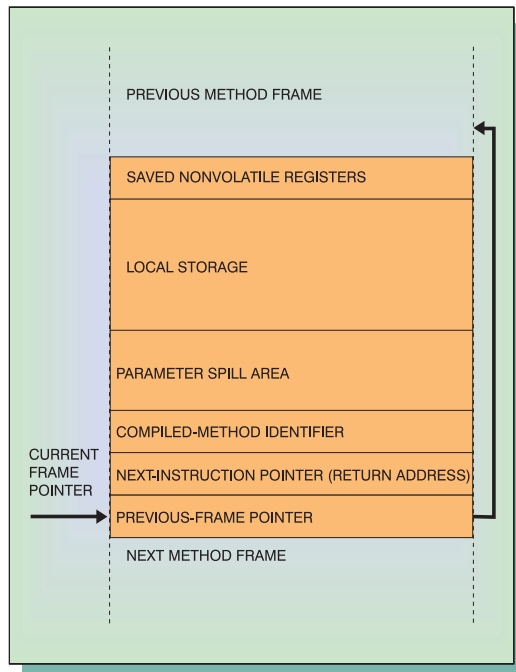 PREVIOUS METHOD FRAME
SAVED NONVOLATILE REGISTERS
LOCAL STORAGE
PARAMETER SPILL AREA
COMPILED-METHOD IDENTIFIER
CURRENT
FRAME
POINTER
NEXT-INSTRUCTION POINTER (RETURN ADDRESS)
PREVIOUS-FRAME POINTER
NEXT METHOD FRAME